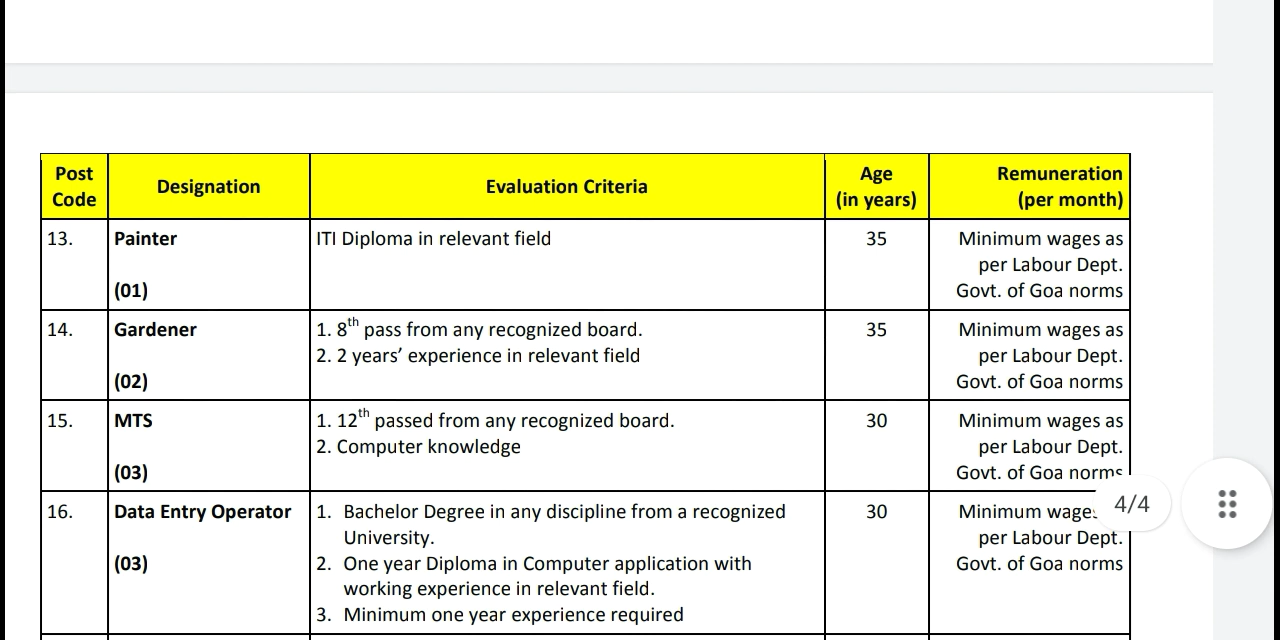 Post Code Designation Evaluation Criteria Age (in years) Remuneration (per month)
13. Painter ITI Diploma in relevant field 35 Minimum wages as
per Labour Dept.
(01) Govt. of Goa norms
14. Gardener 1. 8th pass from any recognized board. 35 Minimum wages as
2. 2 years’ experience in relevant field per Labour Dept.
(02) Govt. of Goa norms
15. MTS 1. 12th passed from any recognized board. 30 Minimum wages as
2. Computer knowledge per Labour Dept.
(03) Govt. of Goa norms
16. Data Entry Operator 1. Bachelor Degree in any discipline from a recognized 30 Minimum wages
University. per Labour Dept.
(03) 2. One year Diploma in Computer application with Govt. of Goa norms
working experience in relevant field.
3. Minimum one year experience required
4/4